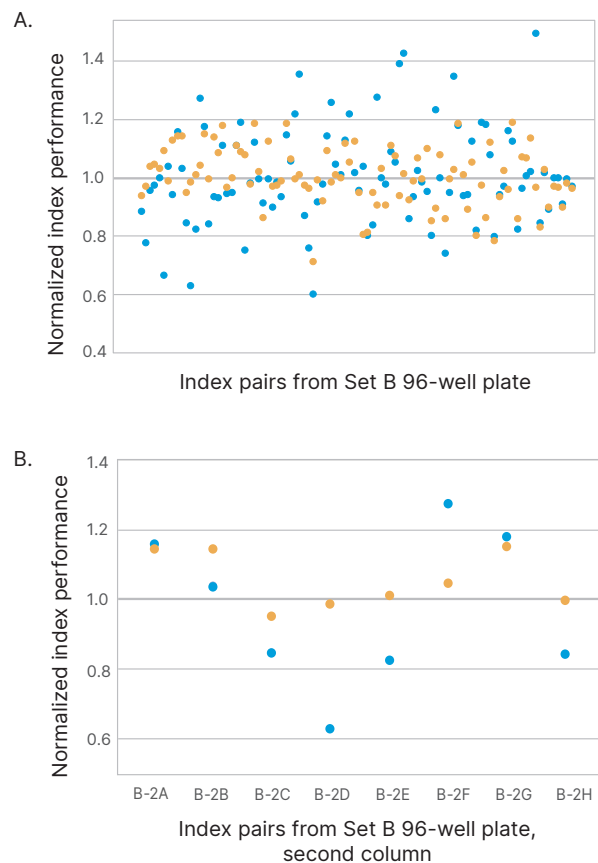 A.
Normalized index performance
1.4
1.2
1.0
0.8
0.6
0.4
Index pairs from Set B 96-well plate
B.
Normalized index performance
1.4
1.2
1.0
0.8
0.6
B-2A B-2B B-2C B-2D B-2E B-2F B-2G B-2H
Index pairs from Set B 96-well plate,
second column